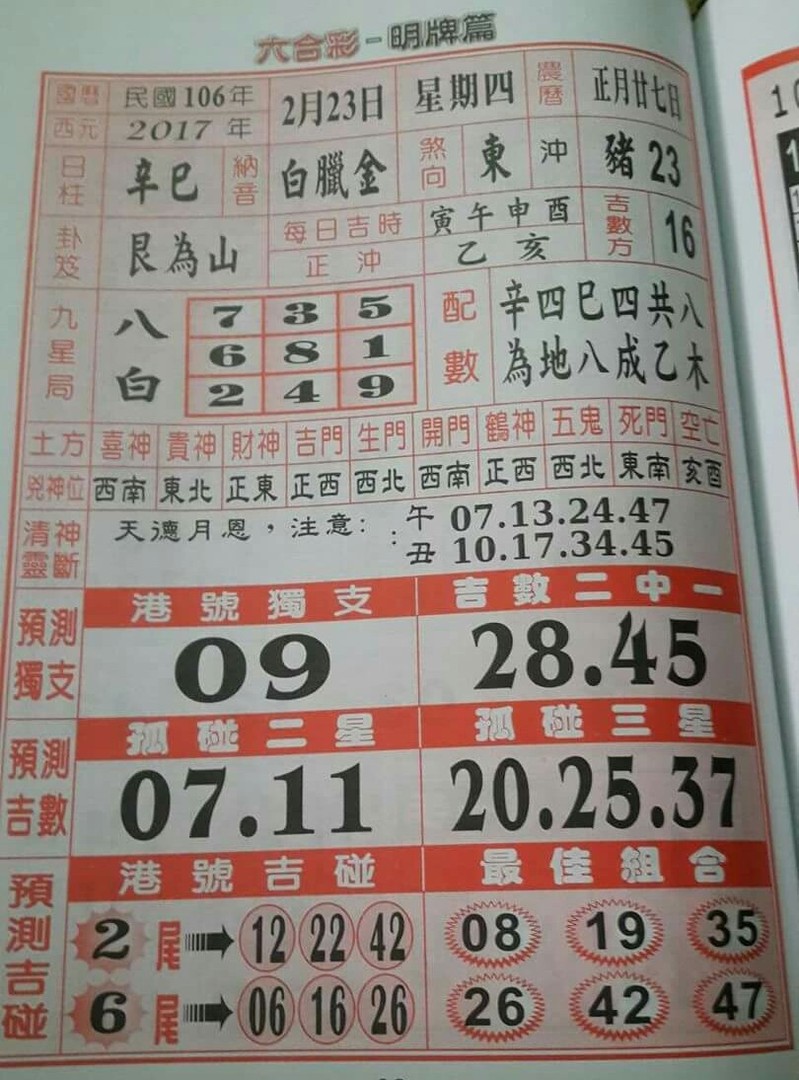 六合彩-明牌篇
國曆 民國106年 2月23日 星期四 農曆 正月廿七日
西元 2017年
日柱 辛巳 納音 白臘金 煞向 東 沖 豬23
卦笈 艮為山 每日吉時 寅午申酉 吉數方 16
正沖 乙亥
九星局 八白 配數
7 3 5 辛四巳四共八
6 8 1
2 4 9 為地八成乙木
土方 喜神 貴神 財神 吉門 生門 開門 鶴神 五鬼 死門 空亡
兇神位 西南 東北 正東 正西 西北 西南 正西 西北 東南 亥酉
清神靈斷 天德月恩,注意: : 午 07.13.24.47
丑 10.17.34.45
預測獨支 港號獨支 吉數二中一
09 28.45
預測吉數 孤碰二星 孤碰三星
07.11 20.25.37
預測吉碰 港號吉碰 最佳組合
2尾 12 22 42 08 19 35
6尾 06 16 26 26 42 47
10